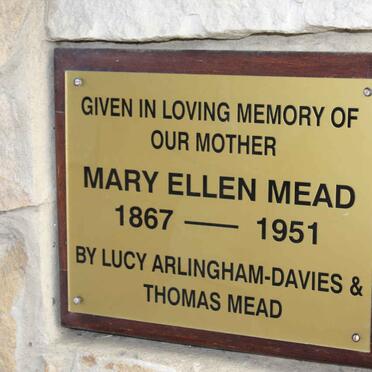 GIVEN IN LOVING MEMORY OF
OUR MOTHER
MARY ELLEN MEAD
1867 — 1951
BY LUCY ARLINGHAM-DAVIES &
THOMAS MEAD